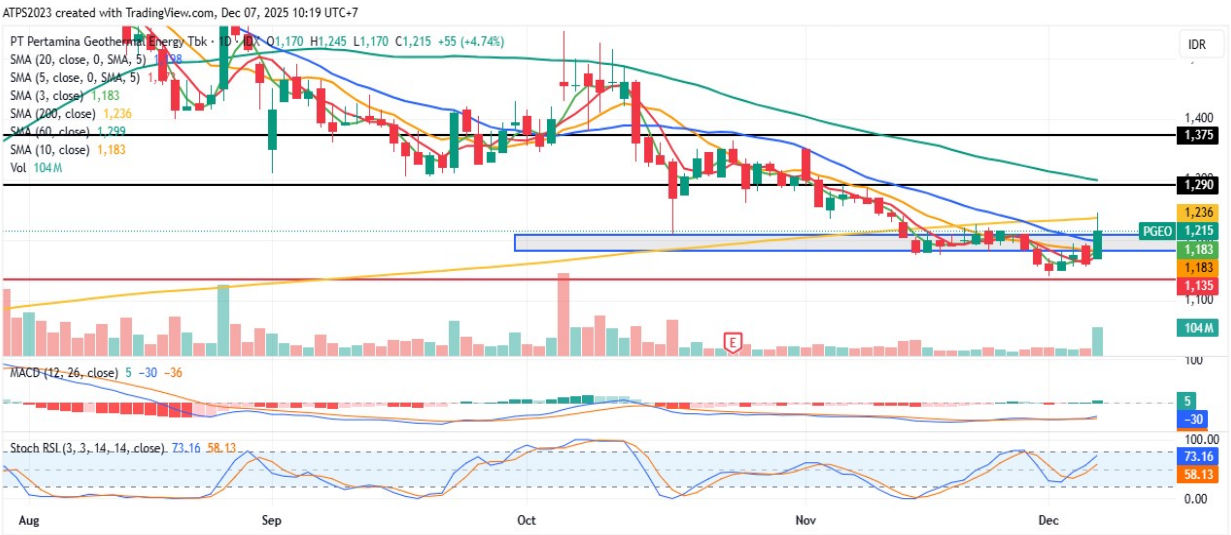 ATPS2023 created with TradingView.com, Dec 07, 2025 10:19 UTC+7
PT Pertamina Geothermal Energy Tbk · 1D · IDX O1,170 H1,245 L1,170 C1,215 +55 (+4.74%)
SMA (20, close, 0, SMA, 5)
SMA (5, close, 0, SMA, 5)
SMA (3, close) 1,183
SMA (200, close) 1,236
SMA (60, close) 1,299
SMA (10, close) 1,183
Vol 104M
IDR
1,400
1,375
1,290
1,236
PGEO 1,215
1,183
1,183
1,135
1,100
104M
E
100
MACD (12, 26, close) 5 −30 −36
5
−30
Stoch RSI (3, 3, 14, 14, close) 73.16 58.13
100.00
73.16
58.13
0.00
Aug Sep Oct Nov Dec